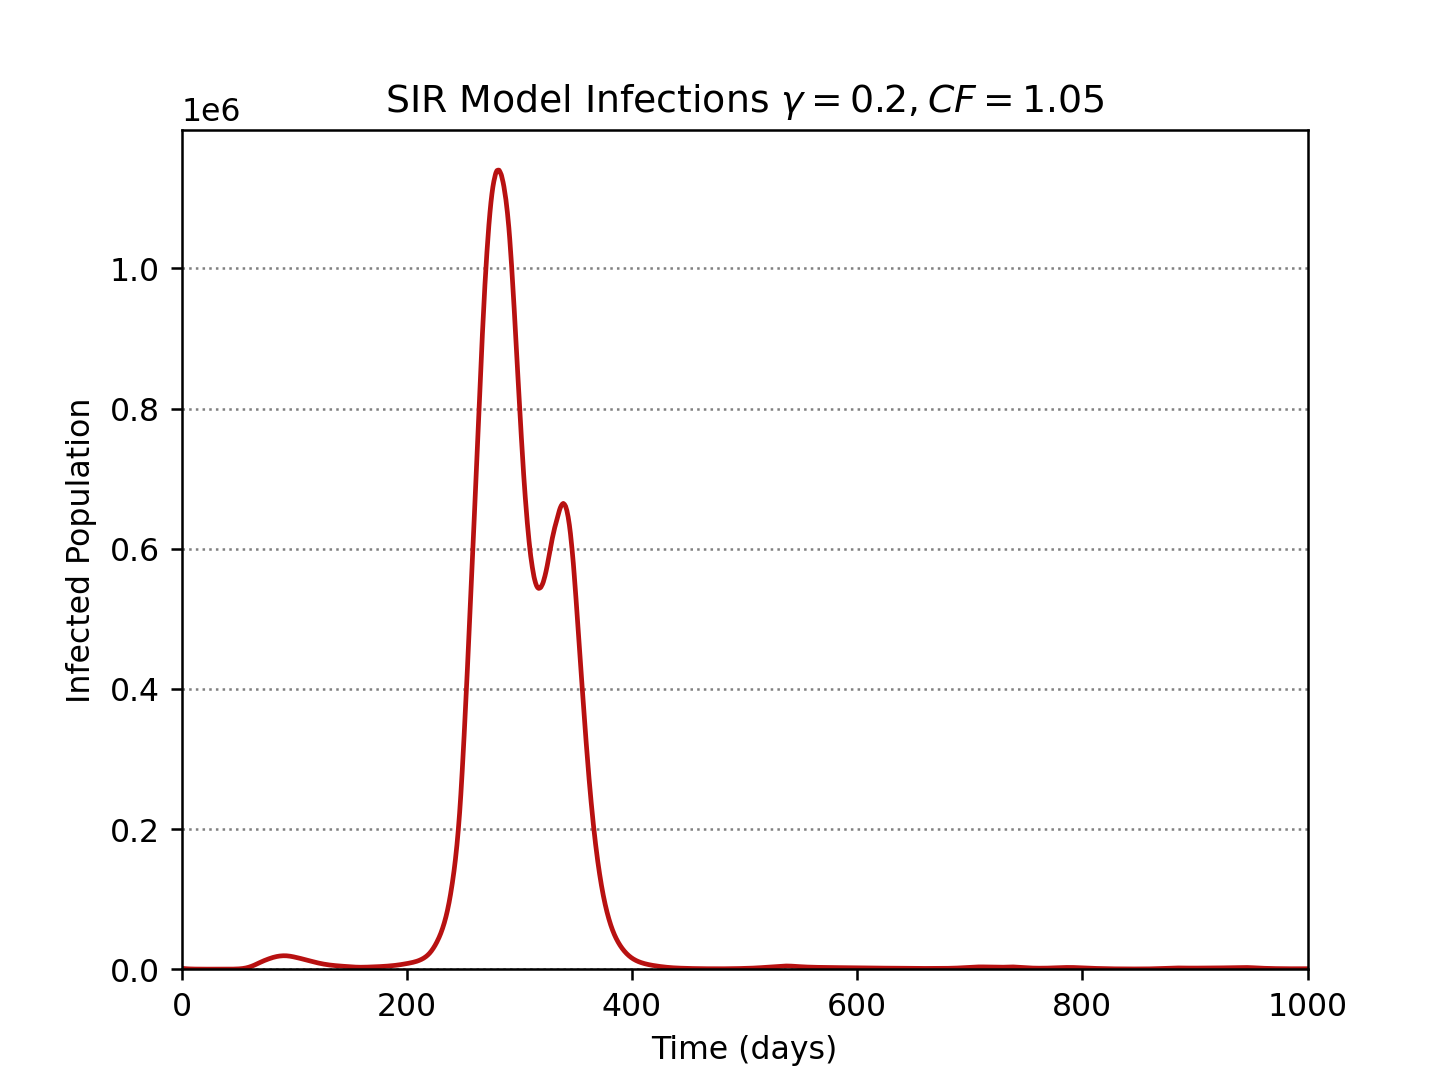 SIR Model Infections γ = 0.2, CF = 1.05
1e6
1.0
0.8
0.6
0.4
0.2
0.0
Infected Population
0 200 400 600 800 1000
Time (days)